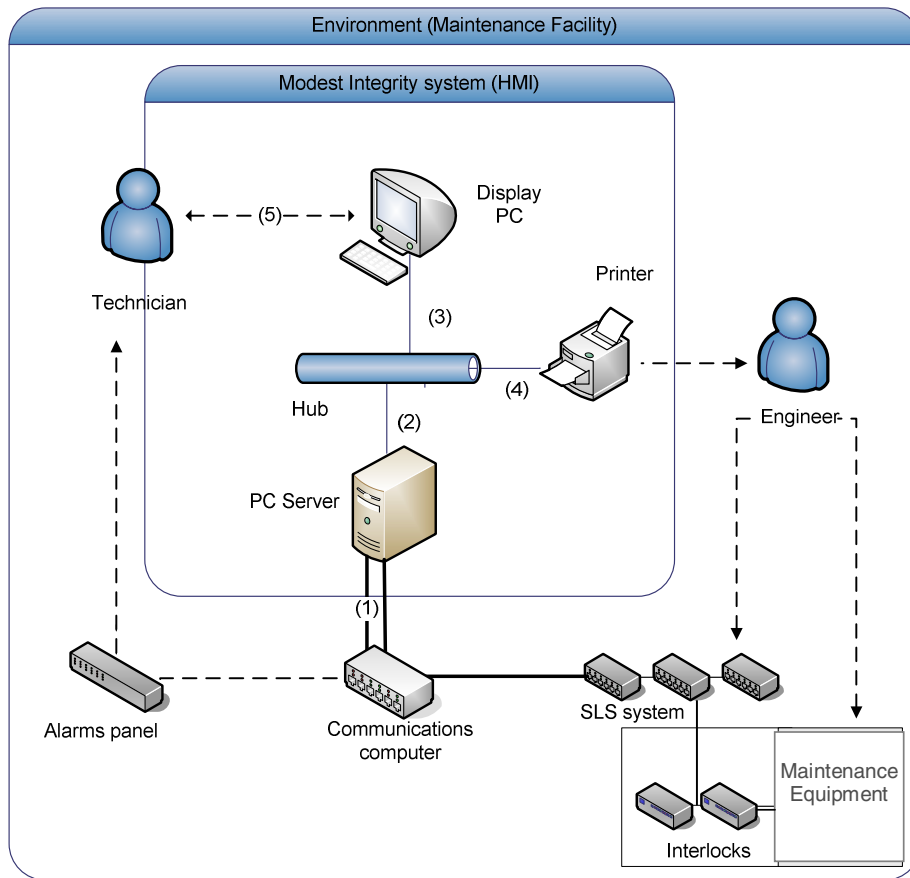 Environment (Maintenance Facility)
Modest Integrity system (HMI)
Display
PC
(5)
Technician
Printer
(3)
Hub
(4)
Engineer
(2)
PC Server
(1)
Alarms panel
Communications
computer
SLS system
Maintenance
Equipment
Interlocks